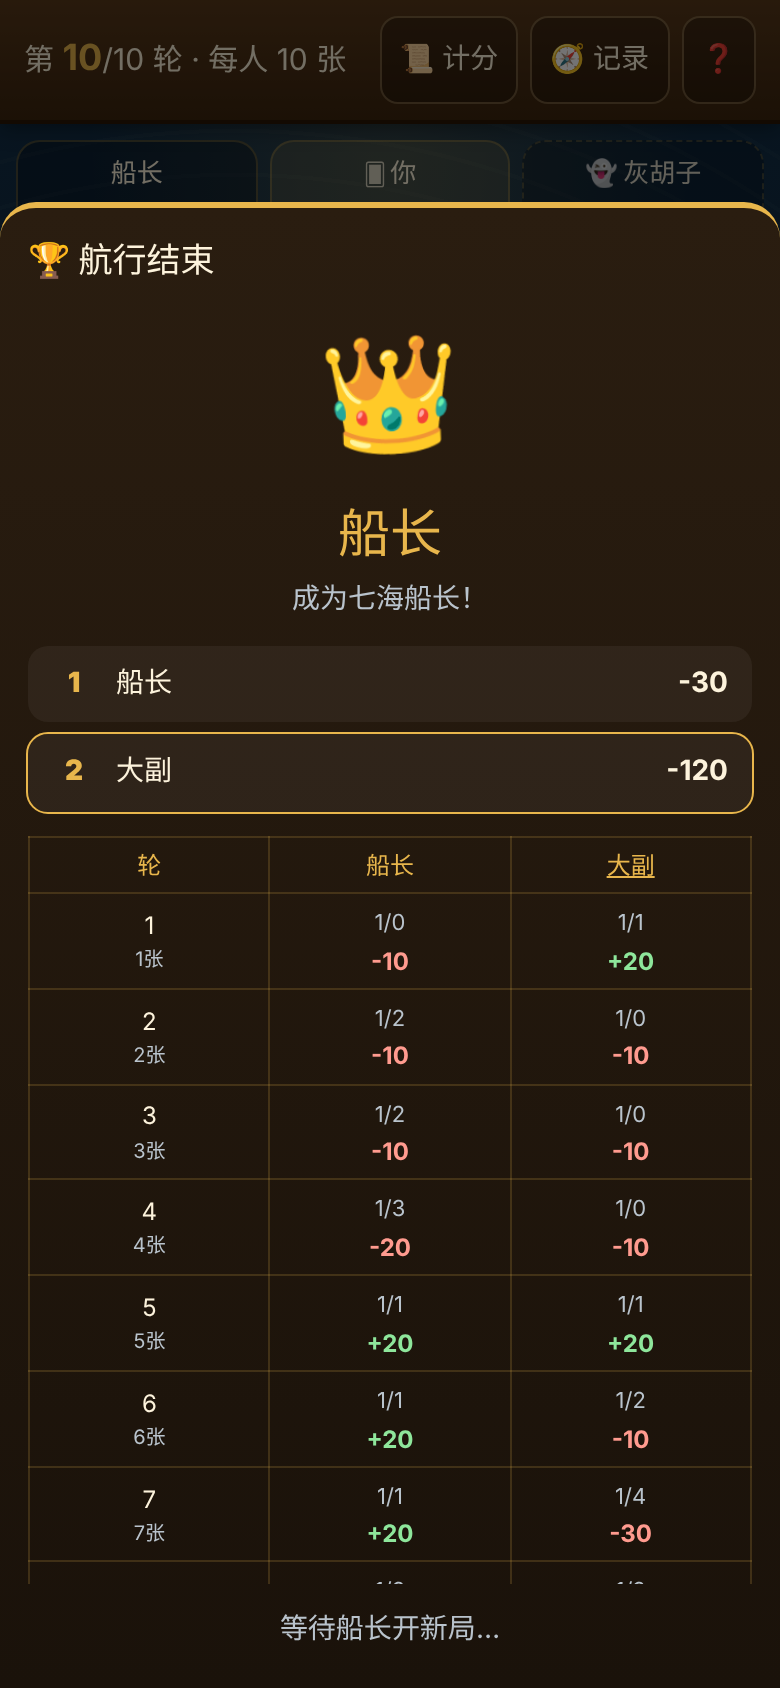 第 10/10 轮 · 每人 10 张
计分
记录
船长
你
灰胡子
航行结束
船长
成为七海船长！
1 船长 -30
2 大副 -120
轮 船长 大副
1 1/0 1/1
1张 -10 +20
2 1/2 1/0
2张 -10 -10
3 1/2 1/0
3张 -10 -10
4 1/3 1/0
4张 -20 -10
5 1/1 1/1
5张 +20 +20
6 1/1 1/2
6张 +20 -10
7 1/1 1/4
7张 +20 -30
等待船长开新局...